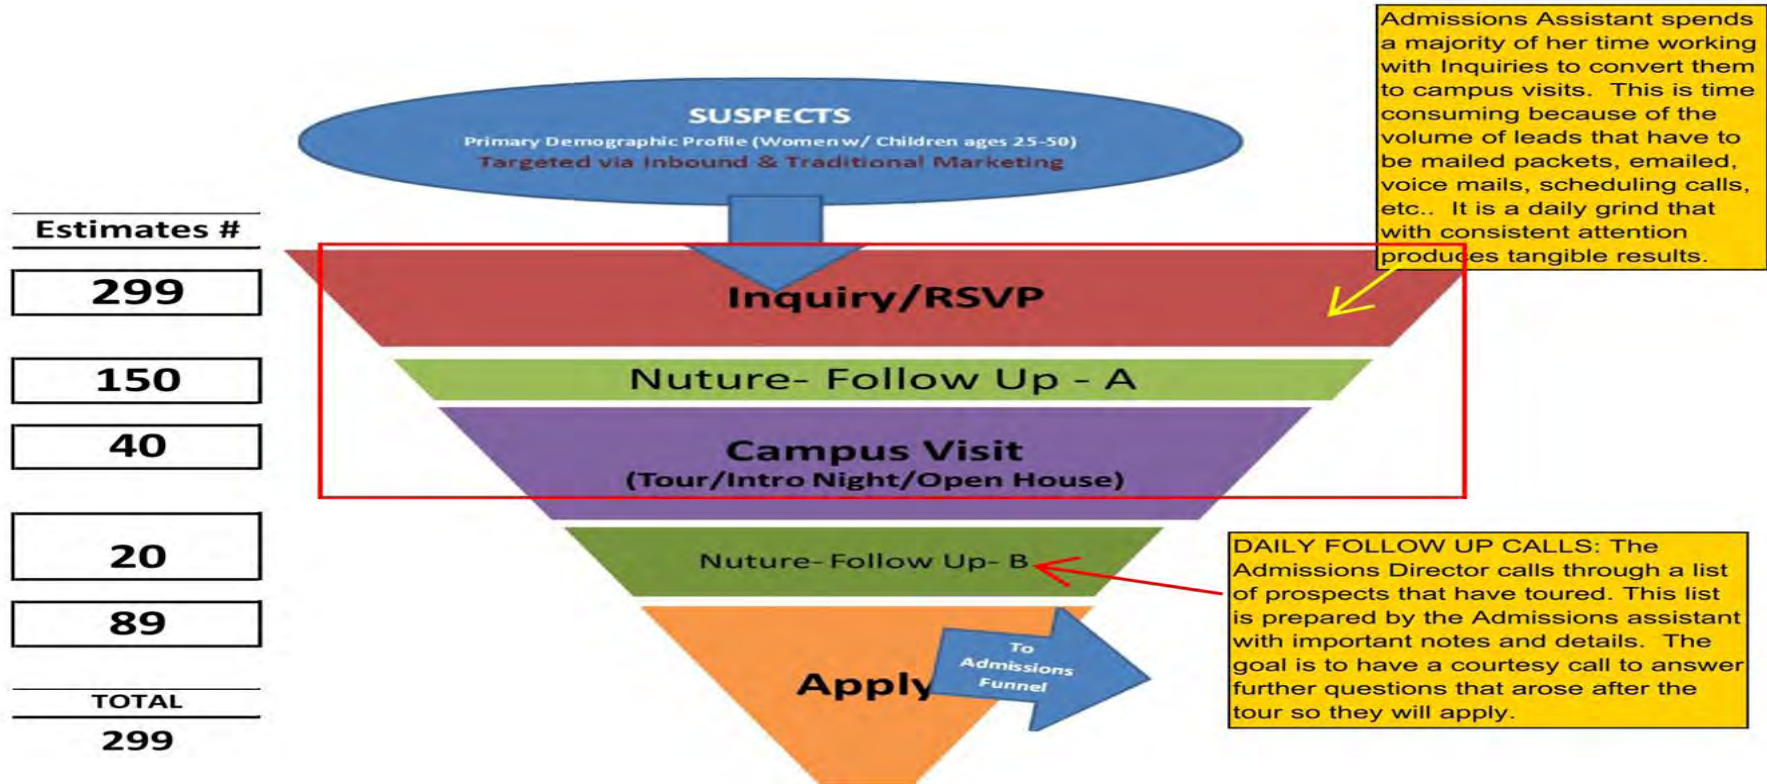 Admissions Assistant spends
a majority of her time working
with Inquiries to convert them
to campus visits.  This is time
consuming because of the
volume of leads that have to
be mailed packets, emailed,
voice mails, scheduling calls,
etc..  It is a daily grind that
with consistent attention
produces tangible results.
SUSPECTS
Primary Demographic Profile (Women w/ Children ages 25-50)
Targeted via Inbound & Traditional Marketing
Estimates #
299
Inquiry/RSVP
150
Nuture- Follow Up - A
40
Campus Visit
(Tour/Intro Night/Open House)
20
Nuture- Follow Up- B
DAILY FOLLOW UP CALLS: The
Admissions Director calls through a list
of prospects that have toured. This list
is prepared by the Admissions assistant
with important notes and details.  The
goal is to have a courtesy call to answer
further questions that arose after the
tour so they will apply.
89
Apply
To
Admissions
Funnel
TOTAL
299